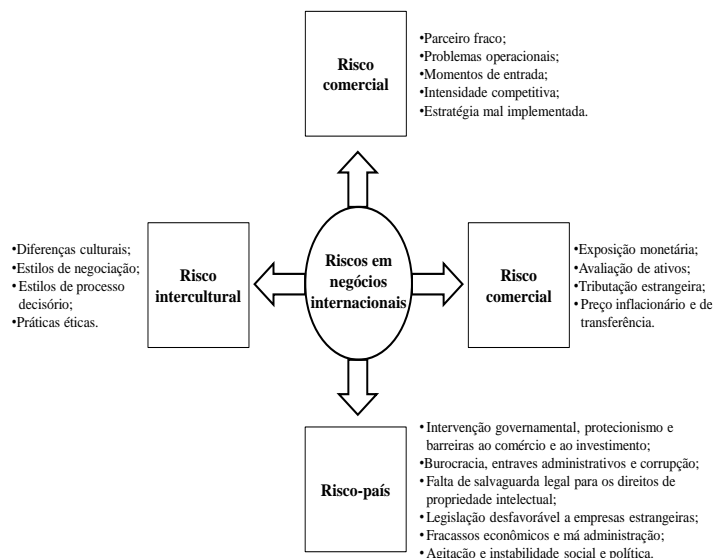 Risco
comercial
•Parceiro fraco;
•Problemas operacionais;
•Momentos de entrada;
•Intensidade competitiva;
•Estratégia mal implementada.
•Diferenças culturais;
•Estilos de negociação;
•Estilos de processo
decisório;
•Práticas éticas.
Risco
intercultural
Riscos em
negócios
internacionais
Risco
comercial
•Exposição monetária;
•Avaliação de ativos;
•Tributação estrangeira;
•Preço inflacionário e de
transferência.
Risco-país
•Intervenção governamental, protecionismo e
barreiras ao comércio e ao investimento;
•Burocracia, entraves administrativos e corrupção;
•Falta de salvaguarda legal para os direitos de
propriedade intelectual;
•Legislação desfavorável a empresas estrangeiras;
•Fracassos econômicos e má administração;
•Agitação e instabilidade social e política.